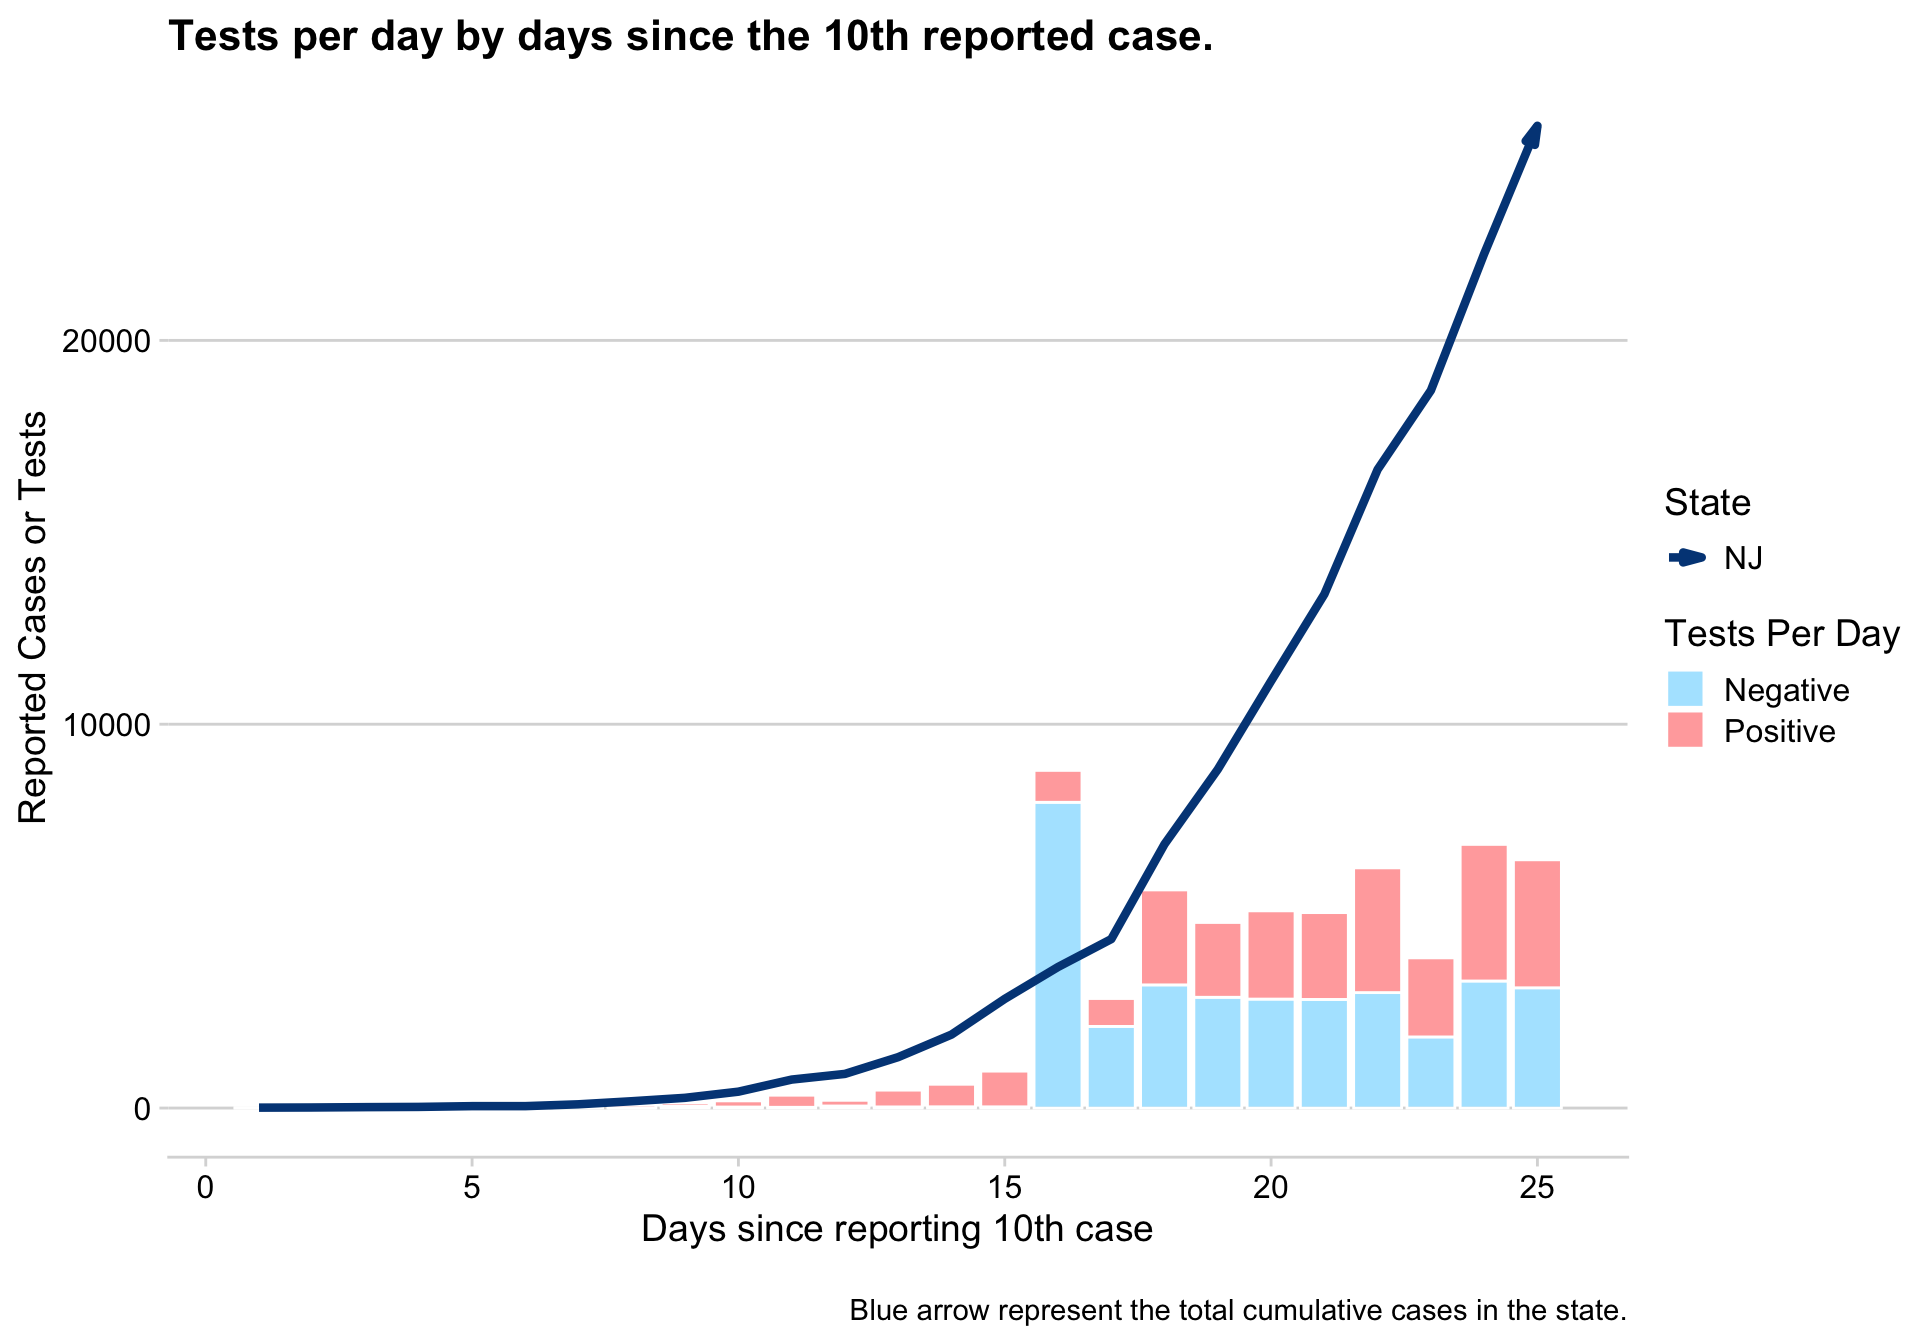 Tests per day by days since the 10th reported case.
Reported Cases or Tests
20000
10000
0
0 5 10 15 20 25
Days since reporting 10th case
State
NJ
Tests Per Day
Negative
Positive
Blue arrow represent the total cumulative cases in the state.